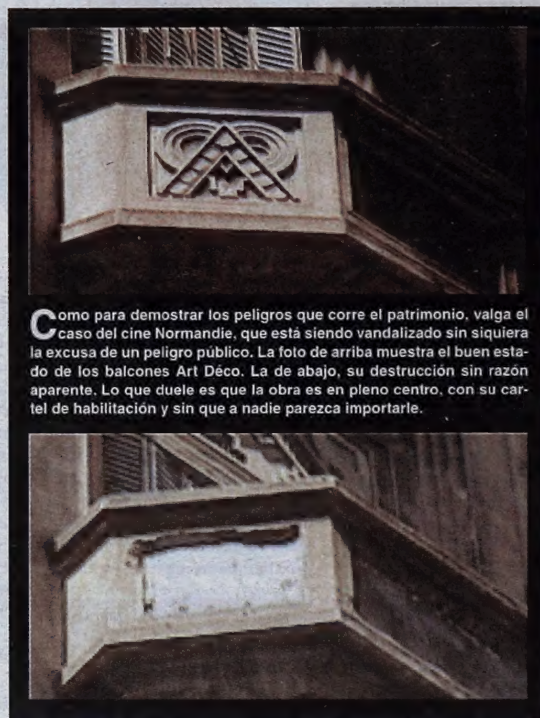 Como para demostrar los peligros que corre el patrimonio, valga el
caso del cine Normandie, que está siendo vandalizado sin siquiera
la excusa de un peligro público. La foto de arriba muestra el buen esta-
do de los balcones Art Déco. La de abajo, su destrucción sin razón
aparente. Lo que duele es que la obra es en pleno centro, con su car-
tel de habilitación y sin que a nadie parezca importarle.